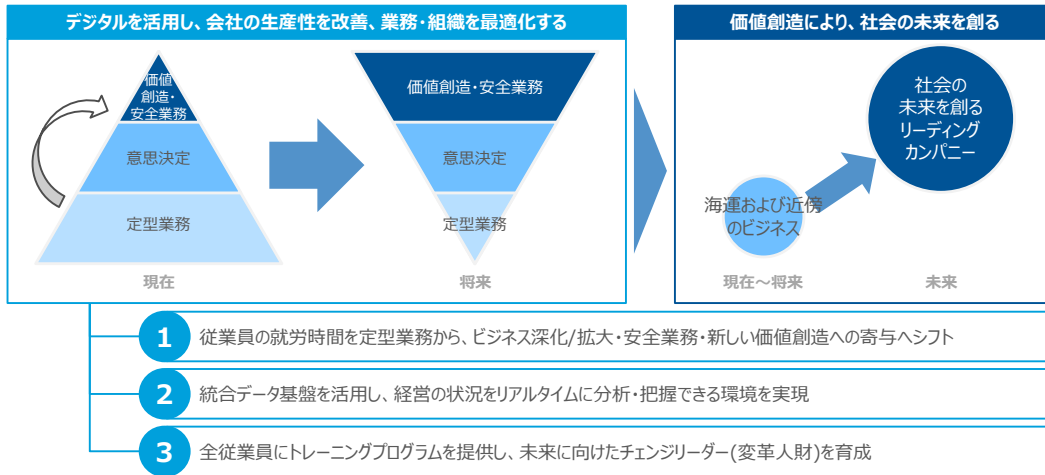 デジタルを活用し、会社の生産性を改善、業務・組織を最適化する
価値
創造・
安全業務
意思決定
定型業務
現在
価値創造・安全業務
意思決定
定型業務
将来
価値創造により、社会の未来を創る
社会の
未来を創る
リーディング
カンパニー
海運および近傍
のビジネス
現在～将来
未来
1 従業員の就労時間を定型業務から、ビジネス深化/拡大・安全業務・新しい価値創造への寄与へシフト
2 統合データ基盤を活用し、経営の状況をリアルタイムに分析・把握できる環境を実現
3 全従業員にトレーニングプログラムを提供し、未来に向けたチェンジリーダー(変革人財)を育成